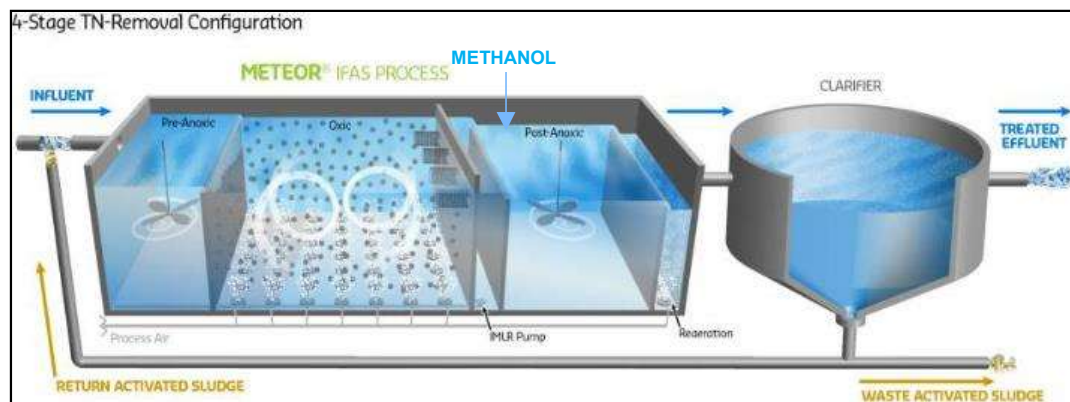 4-Stage TN-Removal Configuration
METHANOL
METEOR® IFAS PROCESS
CLARIFIER
INFLUENT
Pre-Anoxic
Oxic
Post-Anoxic
TREATED
EFFLUENT
Process Air
IMLR Pump
Reaeration
RETURN ACTIVATED SLUDGE
WASTE ACTIVATED SLUDGE